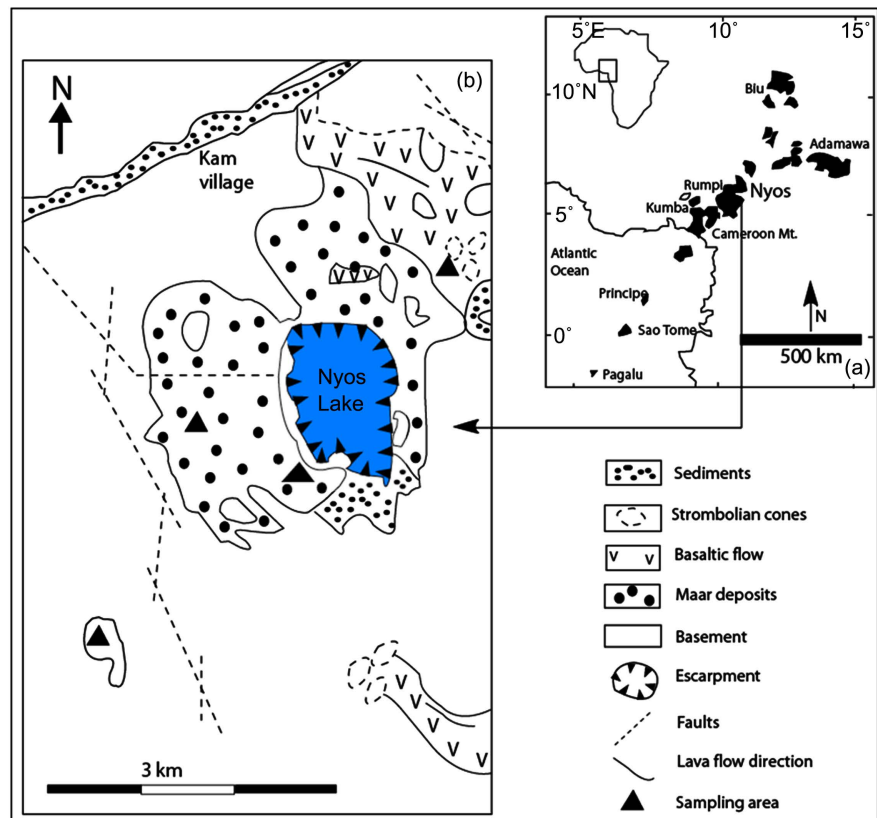 (b)
N
Kam
village
V V V V V V V V V V V V V V
V V V
Nyos
Lake
V V V V V
3 km
5°E 10° 15°
10°N
5°
0°
Biu
Adamawa
Rumpi
Nyos
Kumba
Cameroon Mt.
Atlantic
Ocean
Principe
Sao Tome
Pagalu
N
500 km
(a)
Sediments
Strombolian cones
V V
Basaltic flow
Maar deposits
Basement
Escarpment
Faults
Lava flow direction
Sampling area